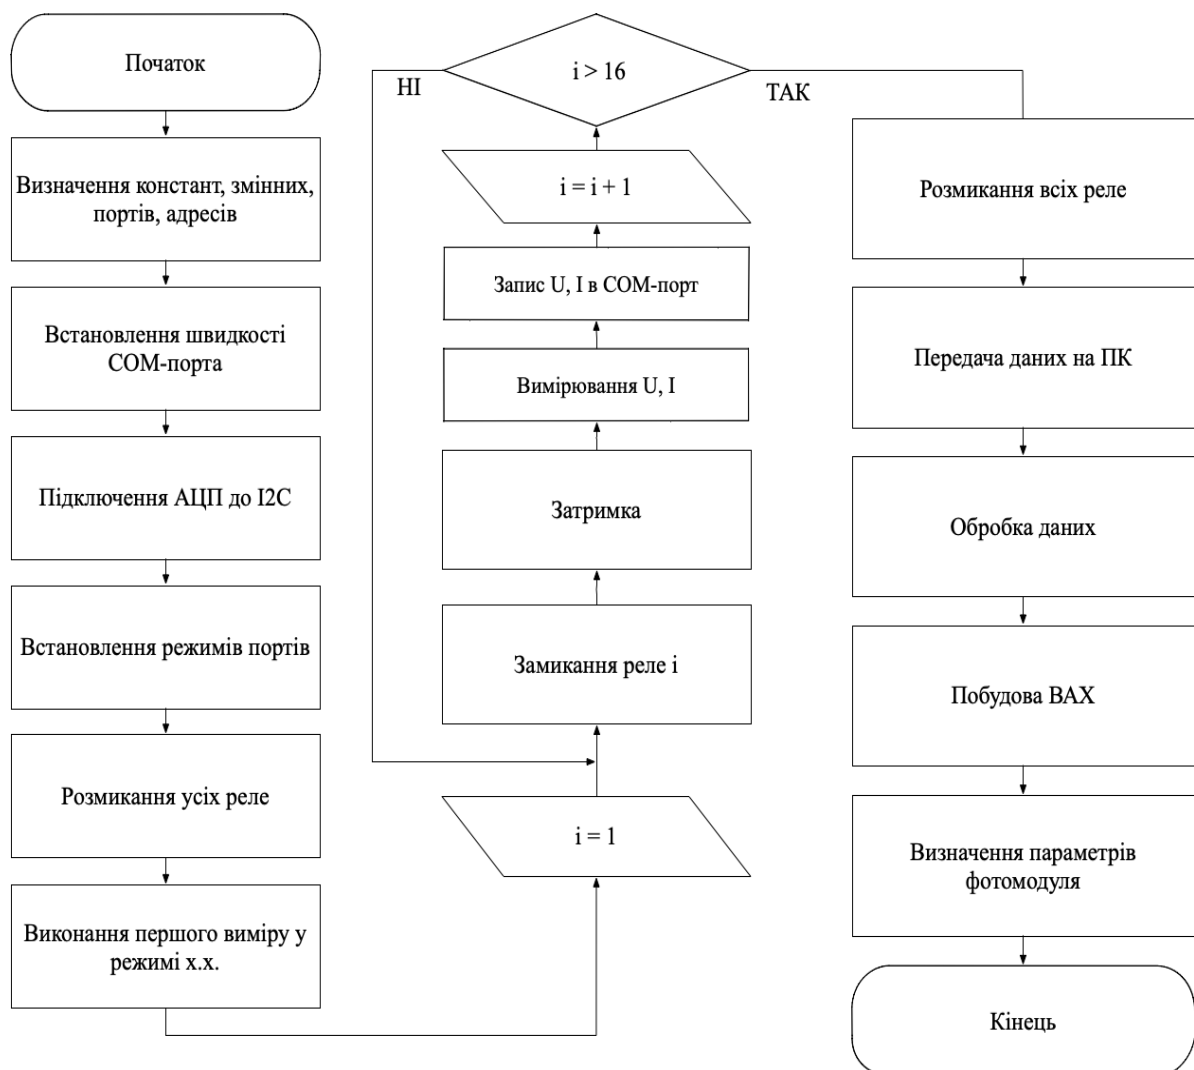 Початок
Визначення констант, змінних,
портів, адресів
Встановлення швидкості
COM-порта
Підключення АЦП до I2C
Встановлення режимів портів
Розмикання усіх реле
Виконання першого виміру у
режимі х.х.
i = 1
Замикання реле i
Затримка
Вимірювання U, I
Запис U, I в COM-порт
i = i + 1
i > 16
НІ
ТАК
Розмикання всіх реле
Передача даних на ПК
Обробка даних
Побудова ВАХ
Визначення параметрів
фотомодуля
Кінець